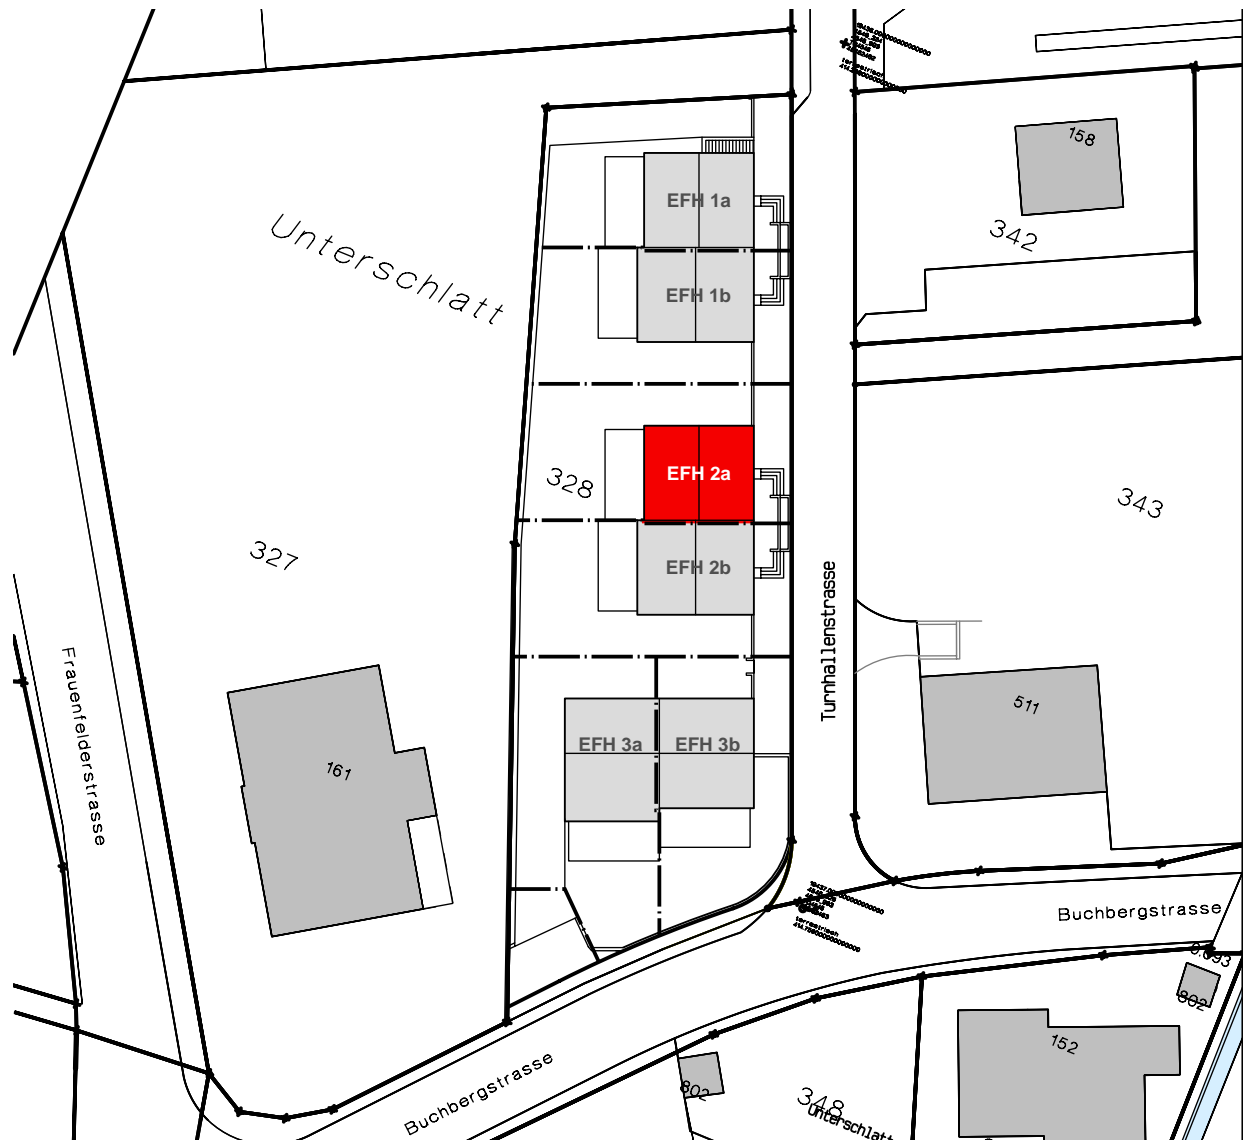 158
EFH 1a
342
Unterschlatt
EFH 1b
EFH 2a
328
343
327
EFH 2b
Turnhallenstrasse
Frauenfelderstrasse
511
EFH 3a
EFH 3b
161
Buchbergstrasse
802
152
Buchbergstrasse
802
348
Unterschlatt